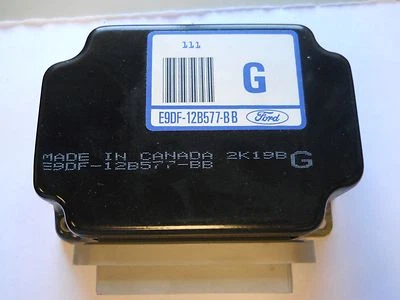 111
G
E9DF-12B577-BB Ford
MADE IN CANADA 2K19B G
E9DF-12B577-BB